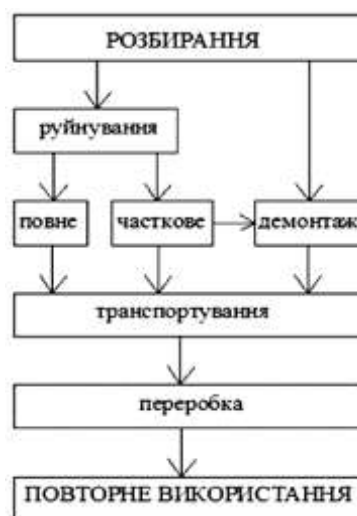 РОЗБИРАННЯ
руйнування
повне
часткове
демонтаж
транспортування
переробка
ПОВТОРНЕ ВИКОРИСТАННЯ